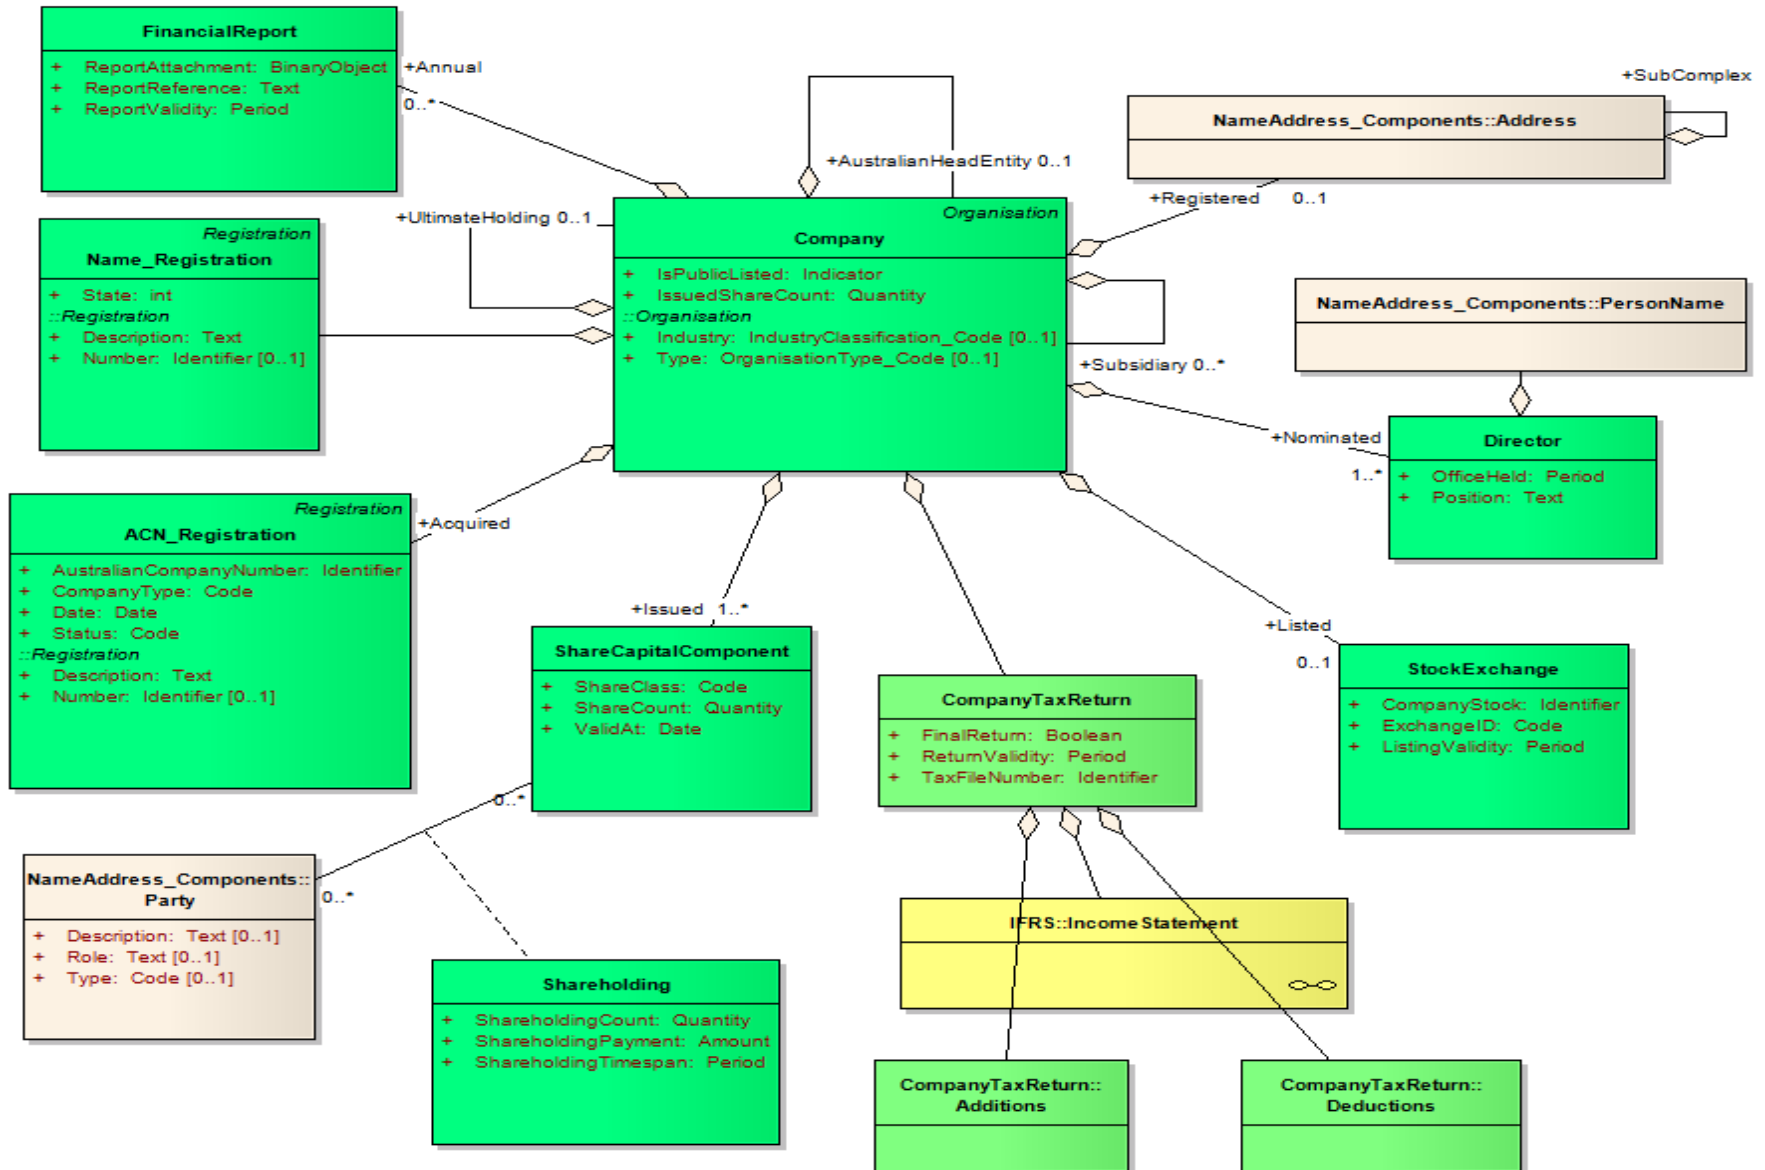 FinancialReport
+ ReportAttachment: BinaryObject
+ ReportReference: Text
+ ReportValidity: Period
+Annual
0..*
+AustralianHeadEntity 0..1
+SubComplex
NameAddress_Components::Address
+Registered 0..1
+UltimateHolding 0..1
Organisation
Company
+ IsPublicListed: Indicator
+ IssuedShareCount: Quantity
::Organisation
+ Industry: IndustryClassification_Code [0..1]
+ Type: OrganisationType_Code [0..1]
Registration
Name_Registration
+ State: int
::Registration
+ Description: Text
+ Number: Identifier [0..1]
NameAddress_Components::PersonName
+Subsidiary 0..*
+Nominated
1..*
Director
+ OfficeHeld: Period
+ Position: Text
Registration
ACN_Registration
+ AustralianCompanyNumber: Identifier
+ CompanyType: Code
+ Date: Date
+ Status: Code
::Registration
+ Description: Text
+ Number: Identifier [0..1]
+Acquired
+Issued 1..*
ShareCapitalComponent
+ ShareClass: Code
+ ShareCount: Quantity
+ ValidAt: Date
0..*
CompanyTaxReturn
+ FinalReturn: Boolean
+ ReturnValidity: Period
+ TaxFileNumber: Identifier
+Listed
0..1
StockExchange
+ CompanyStock: Identifier
+ ExchangeID: Code
+ ListingValidity: Period
NameAddress_Components::
Party
+ Description: Text [0..1]
+ Role: Text [0..1]
+ Type: Code [0..1]
0..*
Shareholding
+ ShareholdingCount: Quantity
+ ShareholdingPayment: Amount
+ ShareholdingTimespan: Period
IFRS::IncomeStatement
CompanyTaxReturn::
Additions
CompanyTaxReturn::
Deductions